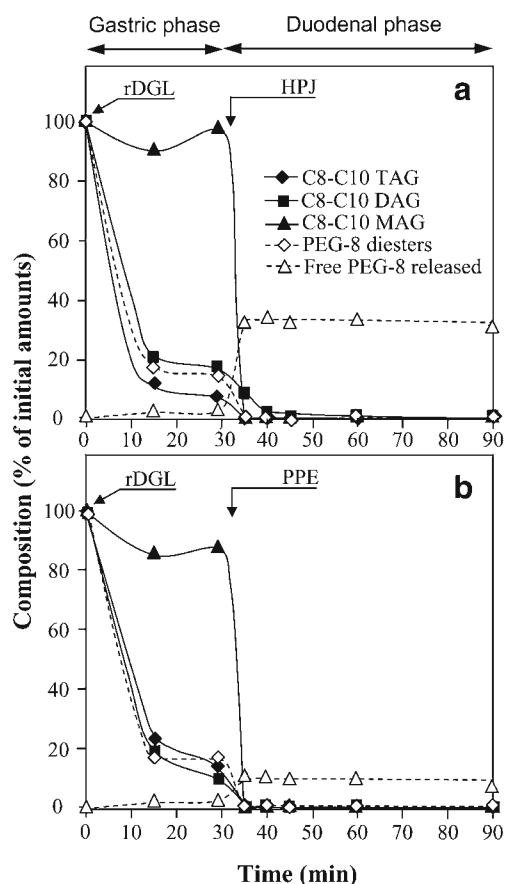 Gastric phase Duodenal phase
rDGL HPJ a
100
80
60
40
20
0
C8-C10 TAG
C8-C10 DAG
C8-C10 MAG
PEG-8 diesters
Free PEG-8 released
0 10 20 30 40 50 60 70 80 90
Composition (% of initial amounts)
rDGL PPE b
100
80
60
40
20
0
0 10 20 30 40 50 60 70 80 90
Time (min)